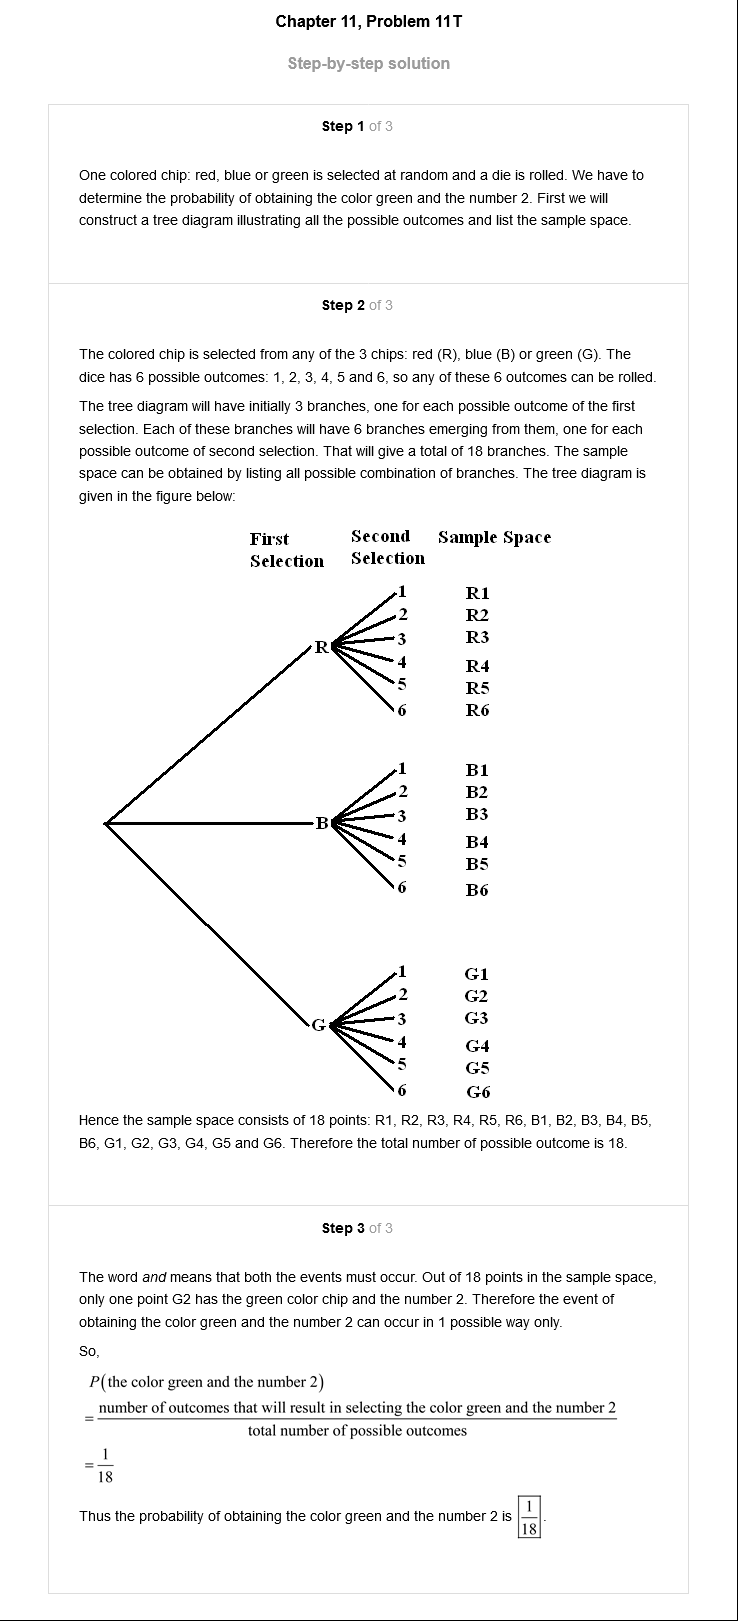 Chapter 11, Problem 11T
Step-by-step solution
Step 1 of 3
One colored chip: red, blue or green is selected at random and a die is rolled. We have to
determine the probability of obtaining the color green and the number 2. First we will
construct a tree diagram illustrating all the possible outcomes and list the sample space.
Step 2 of 3
The colored chip is selected from any of the 3 chips: red (R), blue (B) or green (G). The
dice has 6 possible outcomes: 1, 2, 3, 4, 5 and 6, so any of these 6 outcomes can be rolled.
The tree diagram will have initially 3 branches, one for each possible outcome of the first
selection. Each of these branches will have 6 branches emerging from them, one for each
possible outcome of second selection. That will give a total of 18 branches. The sample
space can be obtained by listing all possible combination of branches. The tree diagram is
given in the figure below:
First Second Sample Space
Selection Selection
1 R1
2 R2
R 3 R3
4 R4
5 R5
6 R6
1 B1
2 B2
B 3 B3
4 B4
5 B5
6 B6
1 G1
2 G2
G 3 G3
4 G4
5 G5
6 G6
Hence the sample space consists of 18 points: R1, R2, R3, R4, R5, R6, B1, B2, B3, B4, B5,
B6, G1, G2, G3, G4, G5 and G6. Therefore the total number of possible outcome is 18.
Step 3 of 3
The word and means that both the events must occur. Out of 18 points in the sample space,
only one point G2 has the green color chip and the number 2. Therefore the event of
obtaining the color green and the number 2 can occur in 1 possible way only.
So,
P(the color green and the number 2)
= number of outcomes that will result in selecting the color green and the number 2
total number of possible outcomes
= 1
18
Thus the probability of obtaining the color green and the number 2 is 1/18.